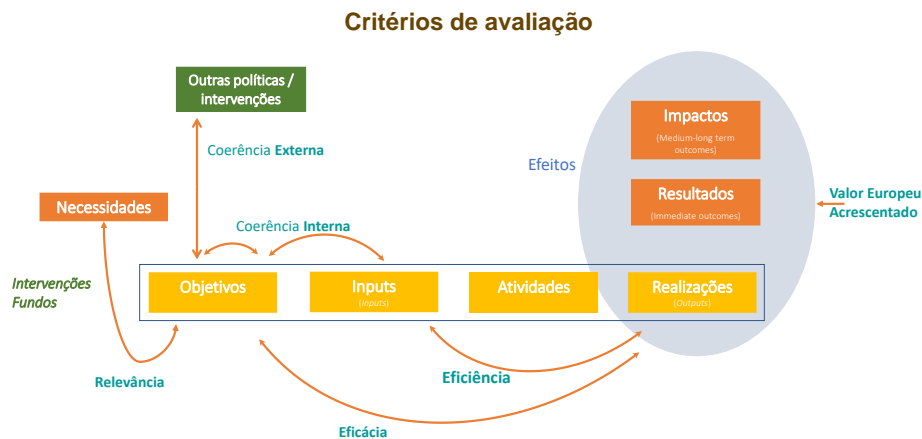 Critérios de avaliação
Outras políticas /
intervenções
Impactos
(Medium-long term
outcomes)
Coerência Externa
Efeitos
Resultados
(Immediate outcomes)
Valor Europeu
Acrescentado
Necessidades
Coerência Interna
Intervenções
Fundos
Objetivos
Inputs
(Inputs)
Atividades
Realizações
(Outputs)
Relevância
Eficiência
Eficácia